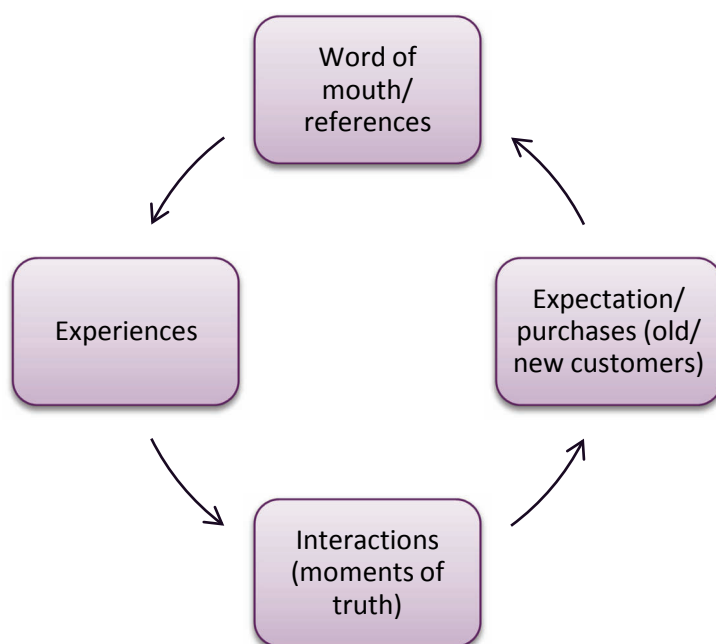 Word of
mouth/
references
Experiences
Expectation/
purchases (old/
new customers)
Interactions
(moments of
truth)